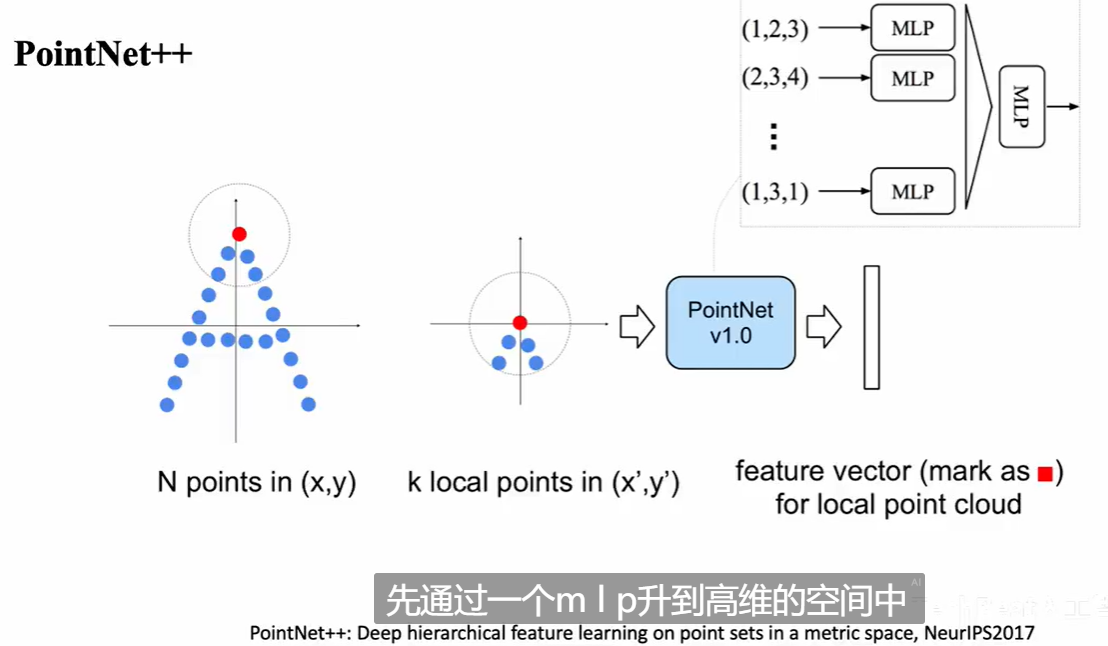 PointNet++
(1,2,3)
MLP
(2,3,4)
MLP
(1,3,1)
MLP
MLP
PointNet
v1.0
N points in (x,y)
k local points in (x',y')
feature vector (mark as ■)
for local point cloud
先通过一个m l p升到高维的空间中
AI
PointNet++: Deep hierarchical feature learning on point sets in a metric space, NeurIPS2017